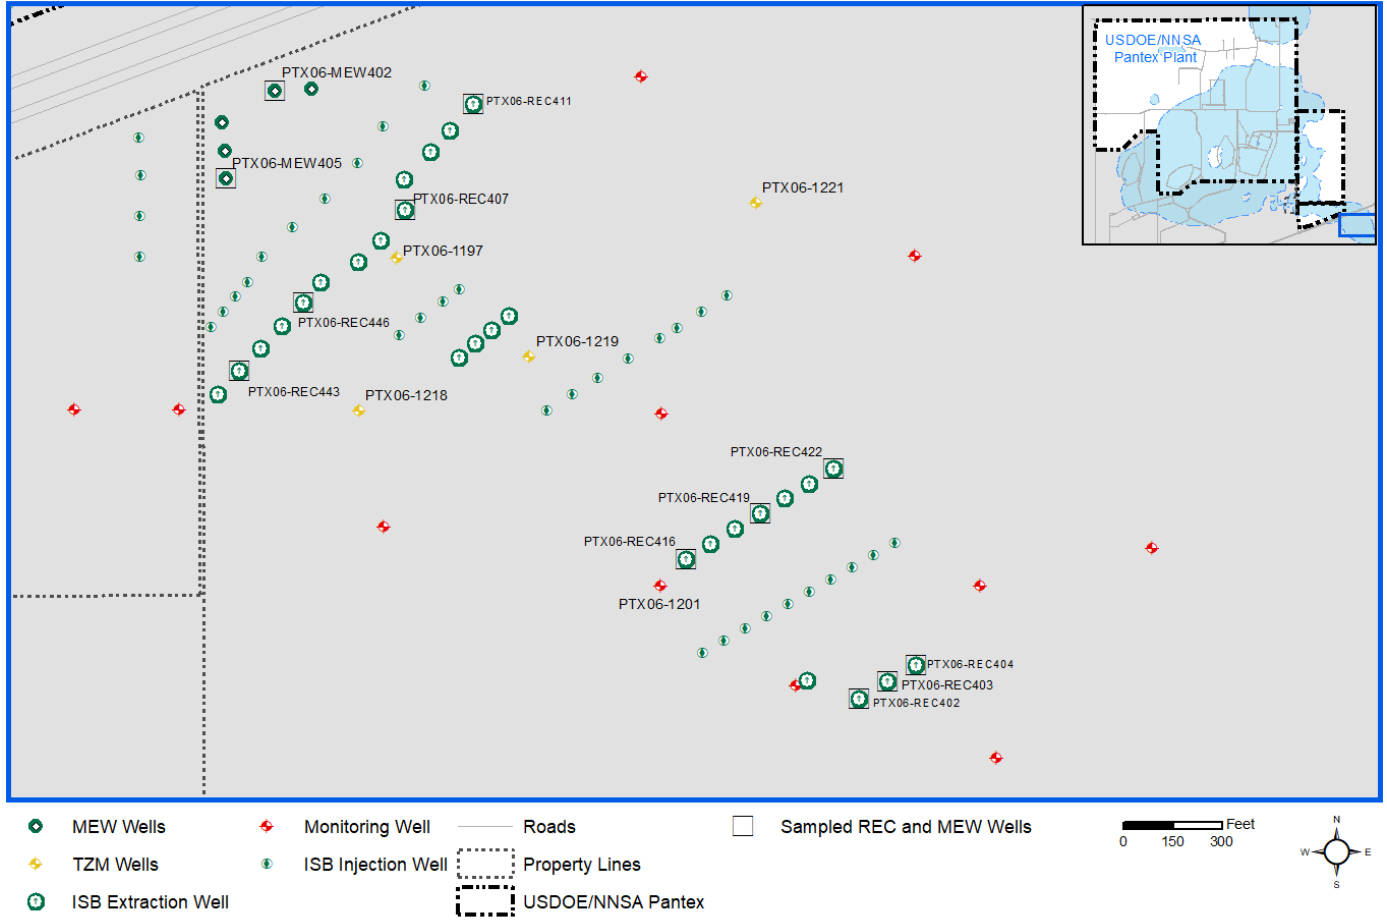 USDOE/NNSA
Pantex Plant
PTX06-MEW402
PTX06-REC411
PTX06-MEW405
PTX06-REC407
PTX06-1221
PTX06-1197
PTX06-REC446
PTX06-1219
PTX06-REC443
PTX06-1218
PTX06-REC422
PTX06-REC419
PTX06-REC416
PTX06-1201
PTX06-REC404
PTX06-REC403
PTX06-REC402
MEW Wells
Monitoring Well
Roads
Sampled REC and MEW Wells
TZM Wells
ISB Injection Well
Property Lines
ISB Extraction Well
USDOE/NNSA Pantex
Feet
0 150 300
N
W E
S